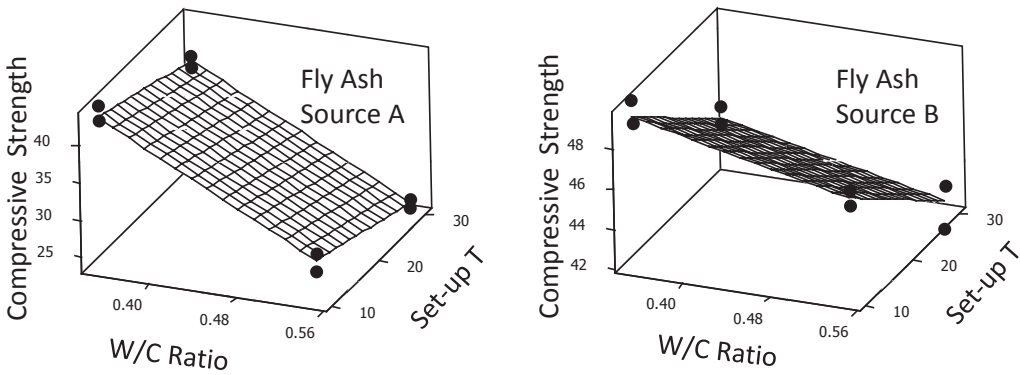 Compressive Strength
40
35
30
25
Fly Ash
Source A
0.40
0.48
0.56
W/C Ratio
10
20
30
Set-up T
Compressive Strength
48
46
44
42
Fly Ash
Source B
0.40
0.48
0.56
W/C Ratio
10
20
30
Set-up T